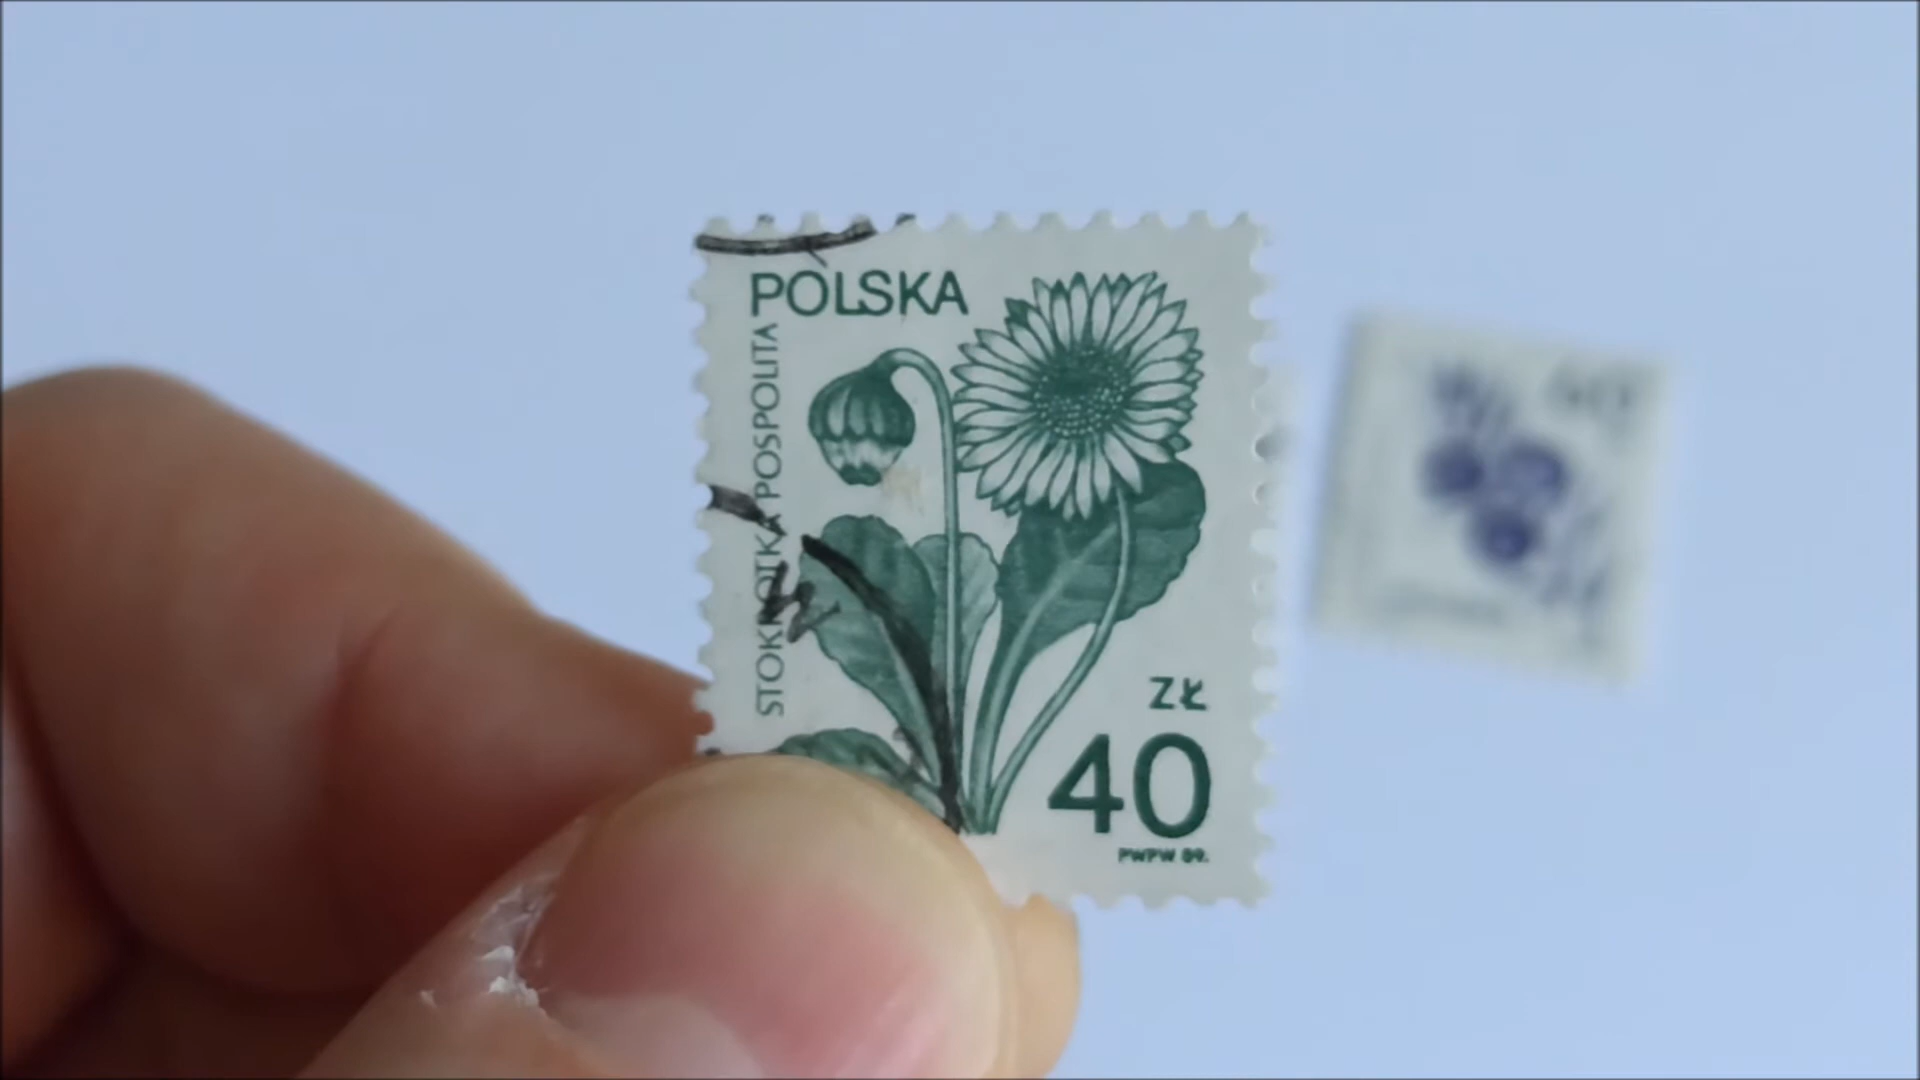 POLSKA
STOKROTKA POSPOLITA
ZŁ
40
PWPW 89.